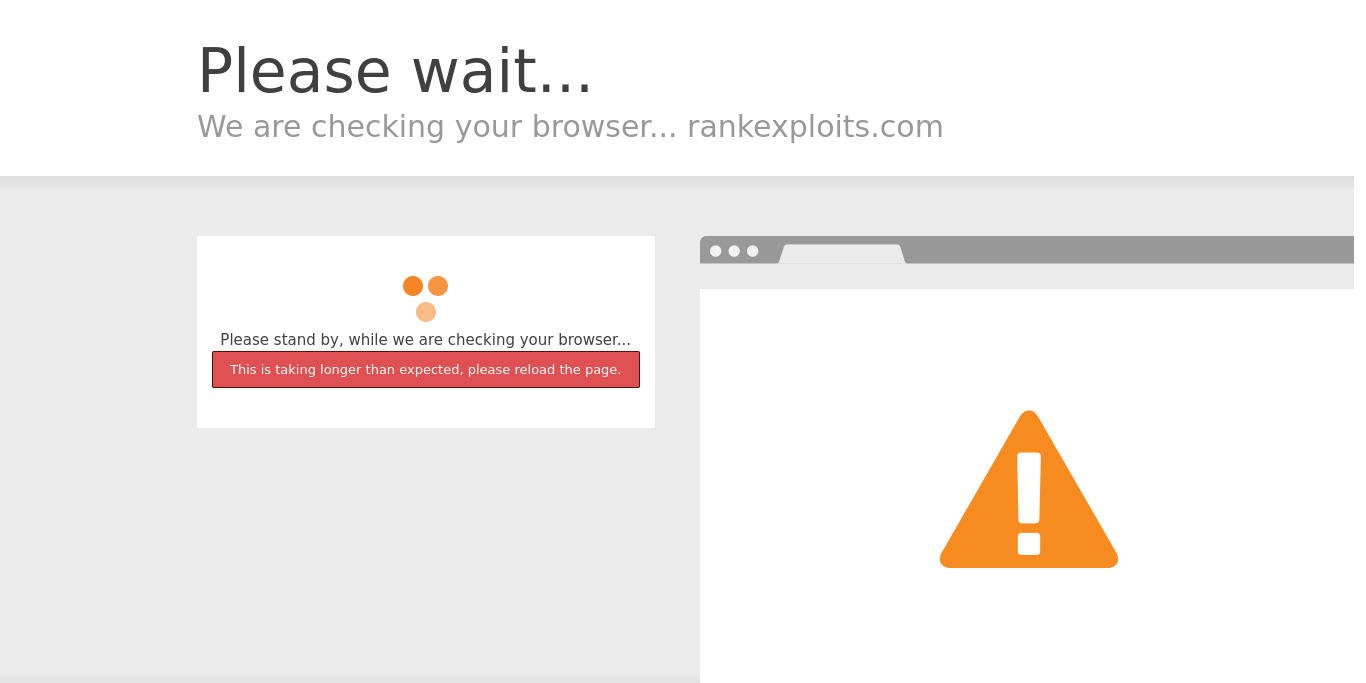 Please wait...
We are checking your browser... rankexploits.com
Please stand by, while we are checking your browser...
This is taking longer than expected, please reload the page.